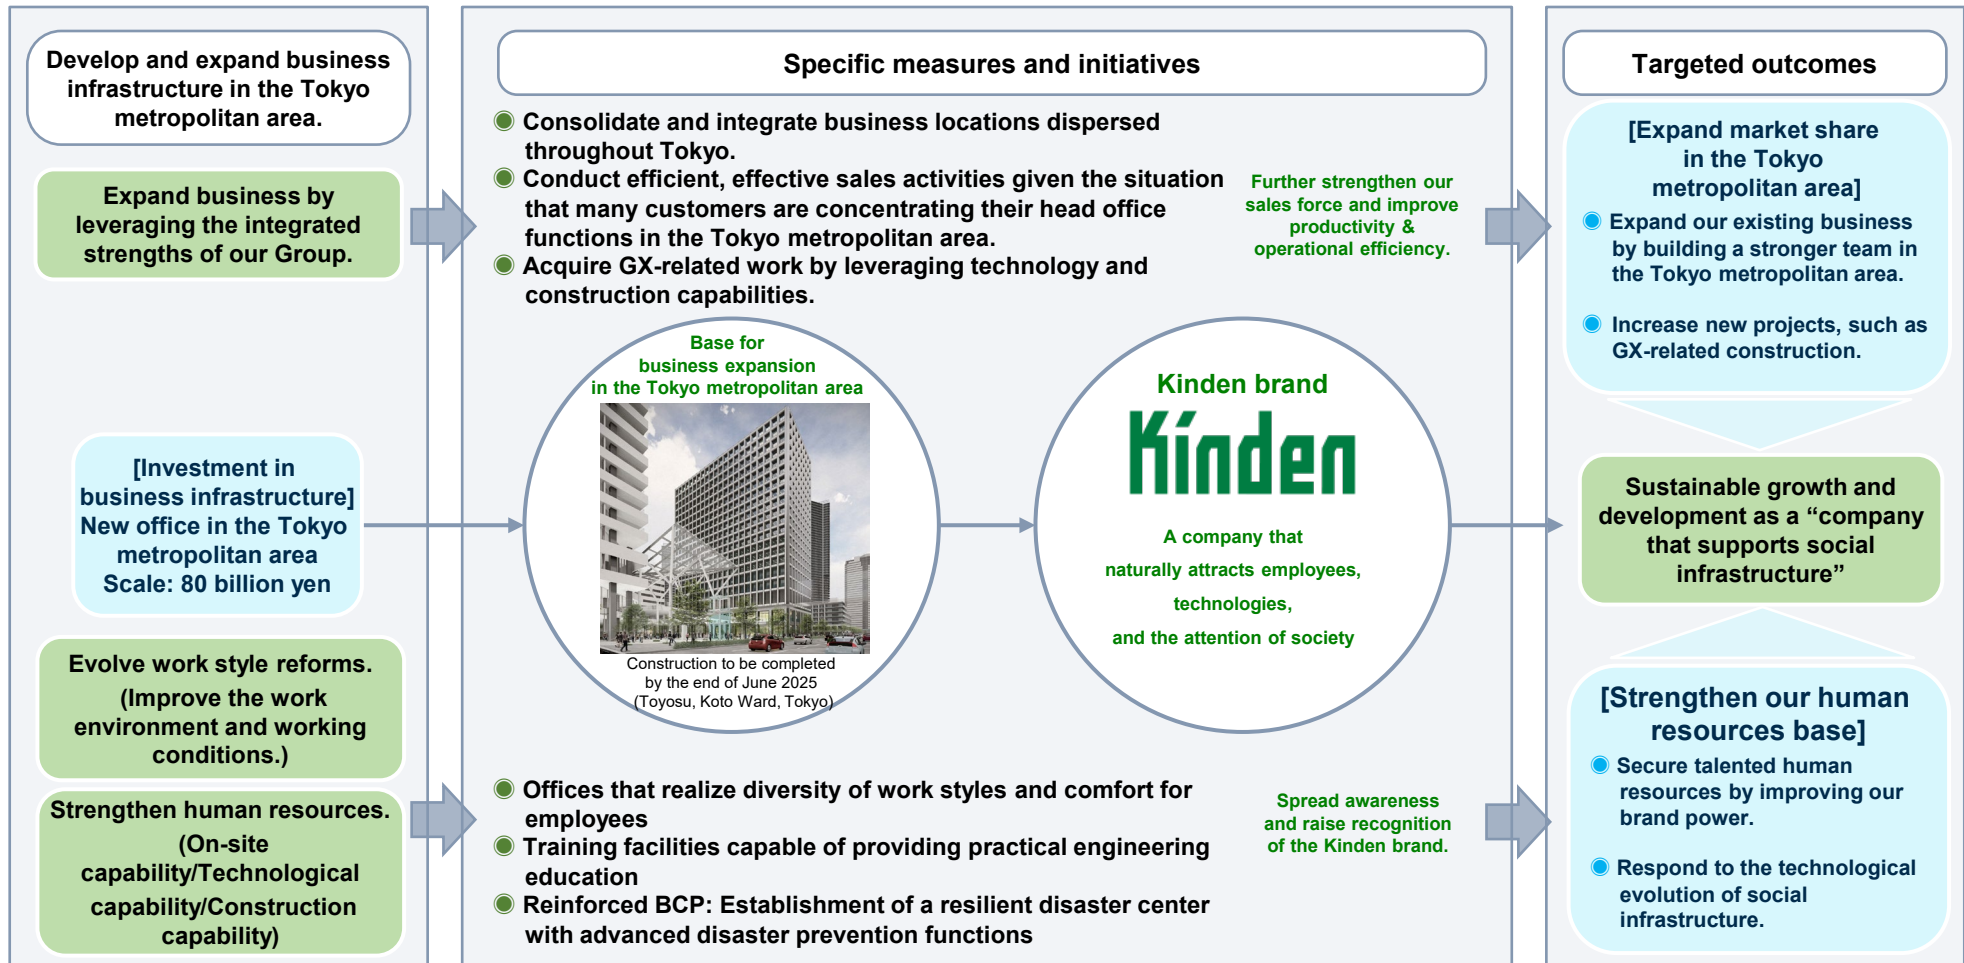 Develop and expand business
infrastructure in the Tokyo
metropolitan area.
Expand business by
leveraging the integrated
strengths of our Group.
[Investment in
business infrastructure]
New office in the Tokyo
metropolitan area
Scale: 80 billion yen
Evolve work style reforms.
(Improve the work
environment and working
conditions.)
Strengthen human resources.
(On-site
capability/Technological
capability/Construction
capability)
Specific measures and initiatives
◉ Consolidate and integrate business locations dispersed
throughout Tokyo.
◉ Conduct efficient, effective sales activities given the situation
that many customers are concentrating their head office
functions in the Tokyo metropolitan area.
◉ Acquire GX-related work by leveraging technology and
construction capabilities.
Further strengthen our
sales force and improve
productivity &
operational efficiency.
Base for
business expansion
in the Tokyo metropolitan area
Construction to be completed
by the end of June 2025
(Toyosu, Koto Ward, Tokyo)
Kinden brand
Kinden
A company that
naturally attracts employees,
technologies,
and the attention of society
◉ Offices that realize diversity of work styles and comfort for
employees
◉ Training facilities capable of providing practical engineering
education
◉ Reinforced BCP: Establishment of a resilient disaster center
with advanced disaster prevention functions
Spread awareness
and raise recognition
of the Kinden brand.
Targeted outcomes
[Expand market share
in the Tokyo
metropolitan area]
◉ Expand our existing business
by building a stronger team in
the Tokyo metropolitan area.
◉ Increase new projects, such as
GX-related construction.
Sustainable growth and
development as a “company
that supports social
infrastructure”
[Strengthen our human
resources base]
◉ Secure talented human
resources by improving our
brand power.
◉ Respond to the technological
evolution of social
infrastructure.